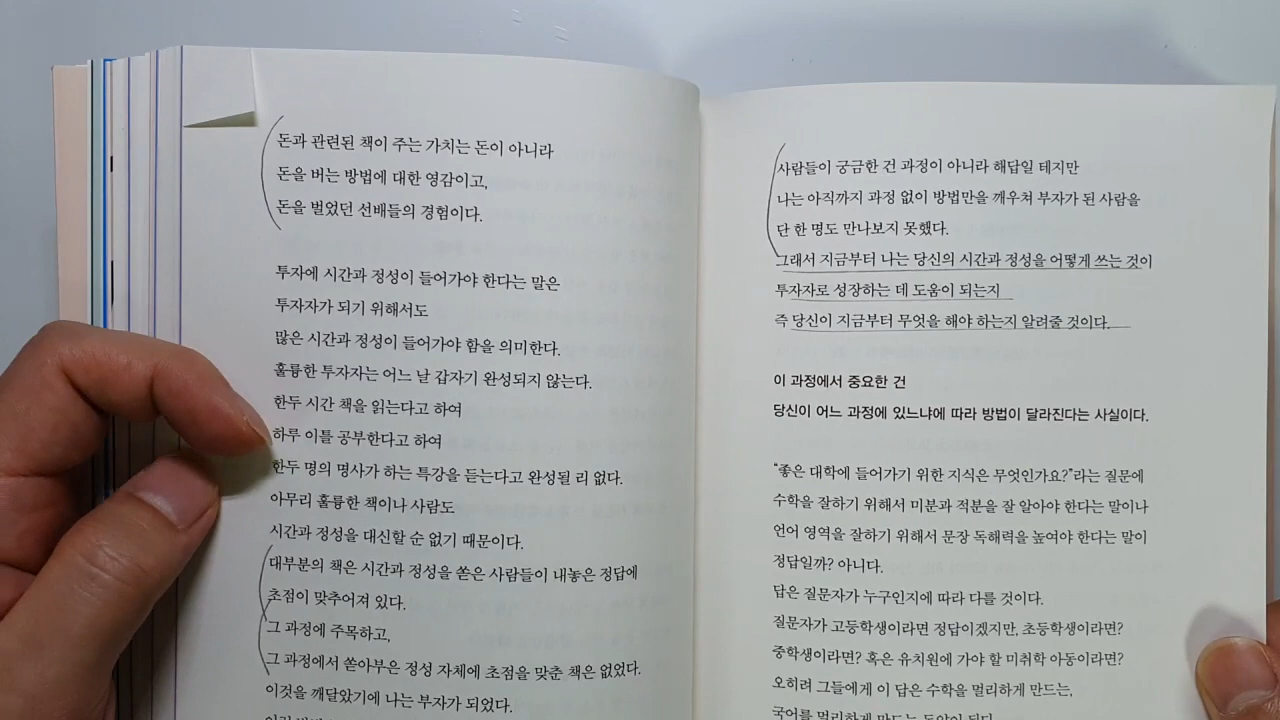 돈과 관련된 책이 주는 가치는 돈이 아니라
돈을 버는 방법에 대한 영감이고,
돈을 벌었던 선배들의 경험이다.
투자에 시간과 정성이 들어가야 한다는 말은
투자자가 되기 위해서도
많은 시간과 정성이 들어가야 함을 의미한다.
훌륭한 투자자는 어느 날 갑자기 완성되지 않는다.
한두 시간 책을 읽는다고 하여
하루 이틀 공부한다고 하여
한두 명의 명사가 하는 특강을 듣는다고 완성될 리 없다.
아무리 훌륭한 책이나 사람도
시간과 정성을 대신할 순 없기 때문이다.
대부분의 책은 시간과 정성을 쏟은 사람들이 내놓은 정답에
초점이 맞추어져 있다.
그 과정에 주목하고,
그 과정에서 쏟아부은 정성 자체에 초점을 맞춘 책은 없었다.
이것을 깨달았기에 나는 부자가 되었다.
사람들이 궁금한 건 과정이 아니라 해답일 테지만
나는 아직까지 과정 없이 방법만을 깨우쳐 부자가 된 사람을
단 한 명도 만나보지 못했다.
그래서 지금부터 나는 당신의 시간과 정성을 어떻게 쓰는 것이
투자자로 성장하는 데 도움이 되는지
즉 당신이 지금부터 무엇을 해야 하는지 알려줄 것이다.
이 과정에서 중요한 건
당신이 어느 과정에 있느냐에 따라 방법이 달라진다는 사실이다.
“좋은 대학에 들어가기 위한 지식은 무엇인가요?”라는 질문에
수학을 잘하기 위해서 미분과 적분을 잘 알아야 한다는 말이나
언어 영역을 잘하기 위해서 문장 독해력을 높여야 한다는 말이
정답일까? 아니다.
답은 질문자가 누구인지에 따라 다를 것이다.
질문자가 고등학생이라면 정답이겠지만, 초등학생이라면?
중학생이라면? 혹은 유치원에 가야 할 미취학 아동이라면?
오히려 그들에게 이 답은 수학을 멀리하게 만드는,
국어를 멀리하게 만드는